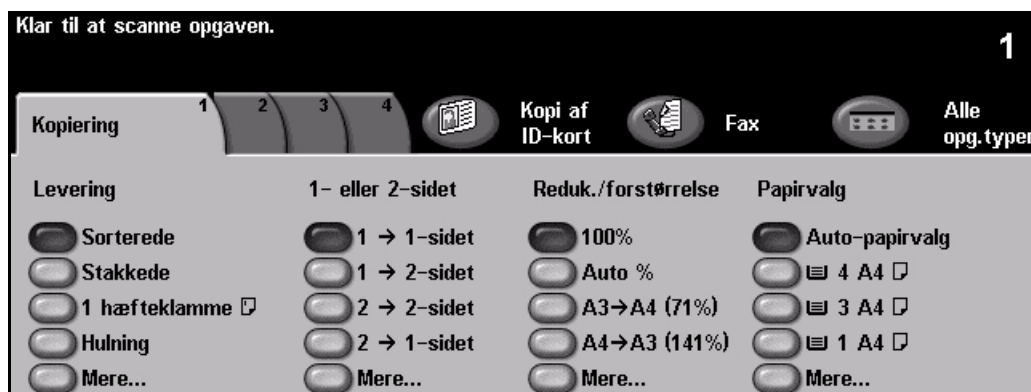 Klar til at scanne opgaven.
1
Kopiering
1
2
3
4
Kopi af
ID-kort
Fax
Alle
opg.typer
Levering
1- eller 2-sidet
Reduk./forstørrelse
Papirvalg
Sorterede
1 → 1-sidet
100%
Auto-papirvalg
Stakkede
1 → 2-sidet
Auto %
4 A4
1 hæfteklamme
2 → 2-sidet
A3→A4 (71%)
3 A4
Hulning
2 → 1-sidet
A4→A3 (141%)
1 A4
Mere...
Mere...
Mere...
Mere...